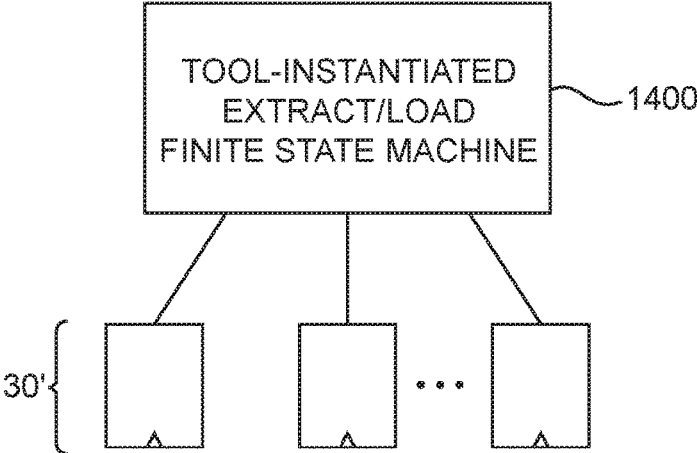 TOOL-INSTANTIATED
EXTRACT/LOAD
FINITE STATE MACHINE
1400
30'